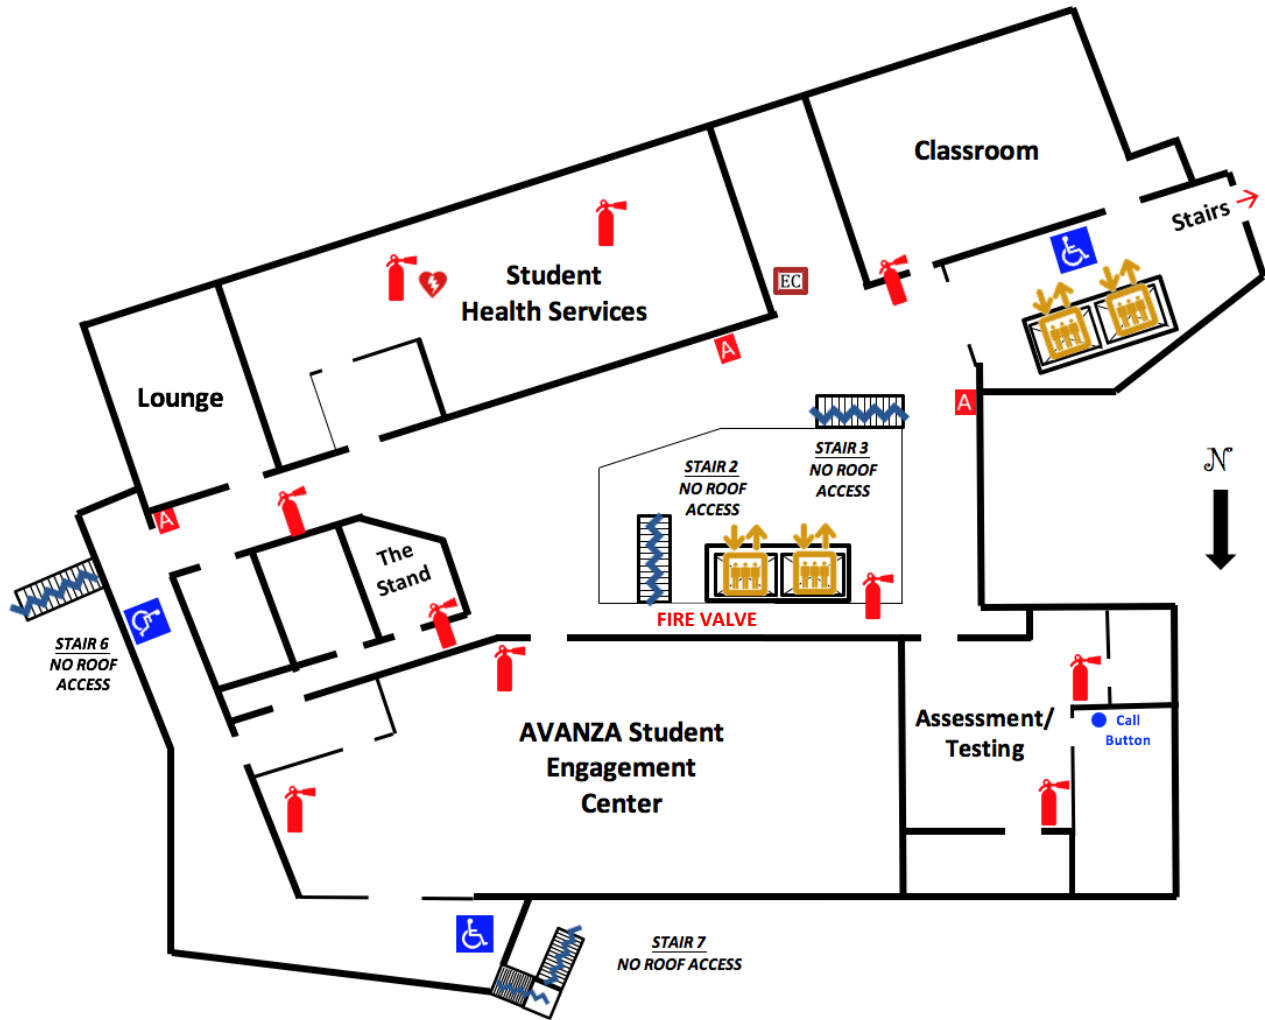 Classroom
Stairs
Student
Health Services
EC
A
Lounge
A
STAIR 3
NO ROOF
ACCESS
STAIR 2
NO ROOF
ACCESS
N
A
The
Stand
FIRE VALVE
STAIR 6
NO ROOF
ACCESS
AVANZA Student
Engagement
Center
Assessment/
Testing
Call
Button
STAIR 7
NO ROOF ACCESS